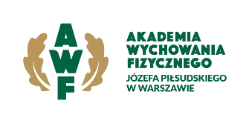 A
W
F
AKADEMIA
WYCHOWANIA
FIZYCZNEGO
JÓZEFA PIŁSUDSKIEGO
W WARSZAWIE